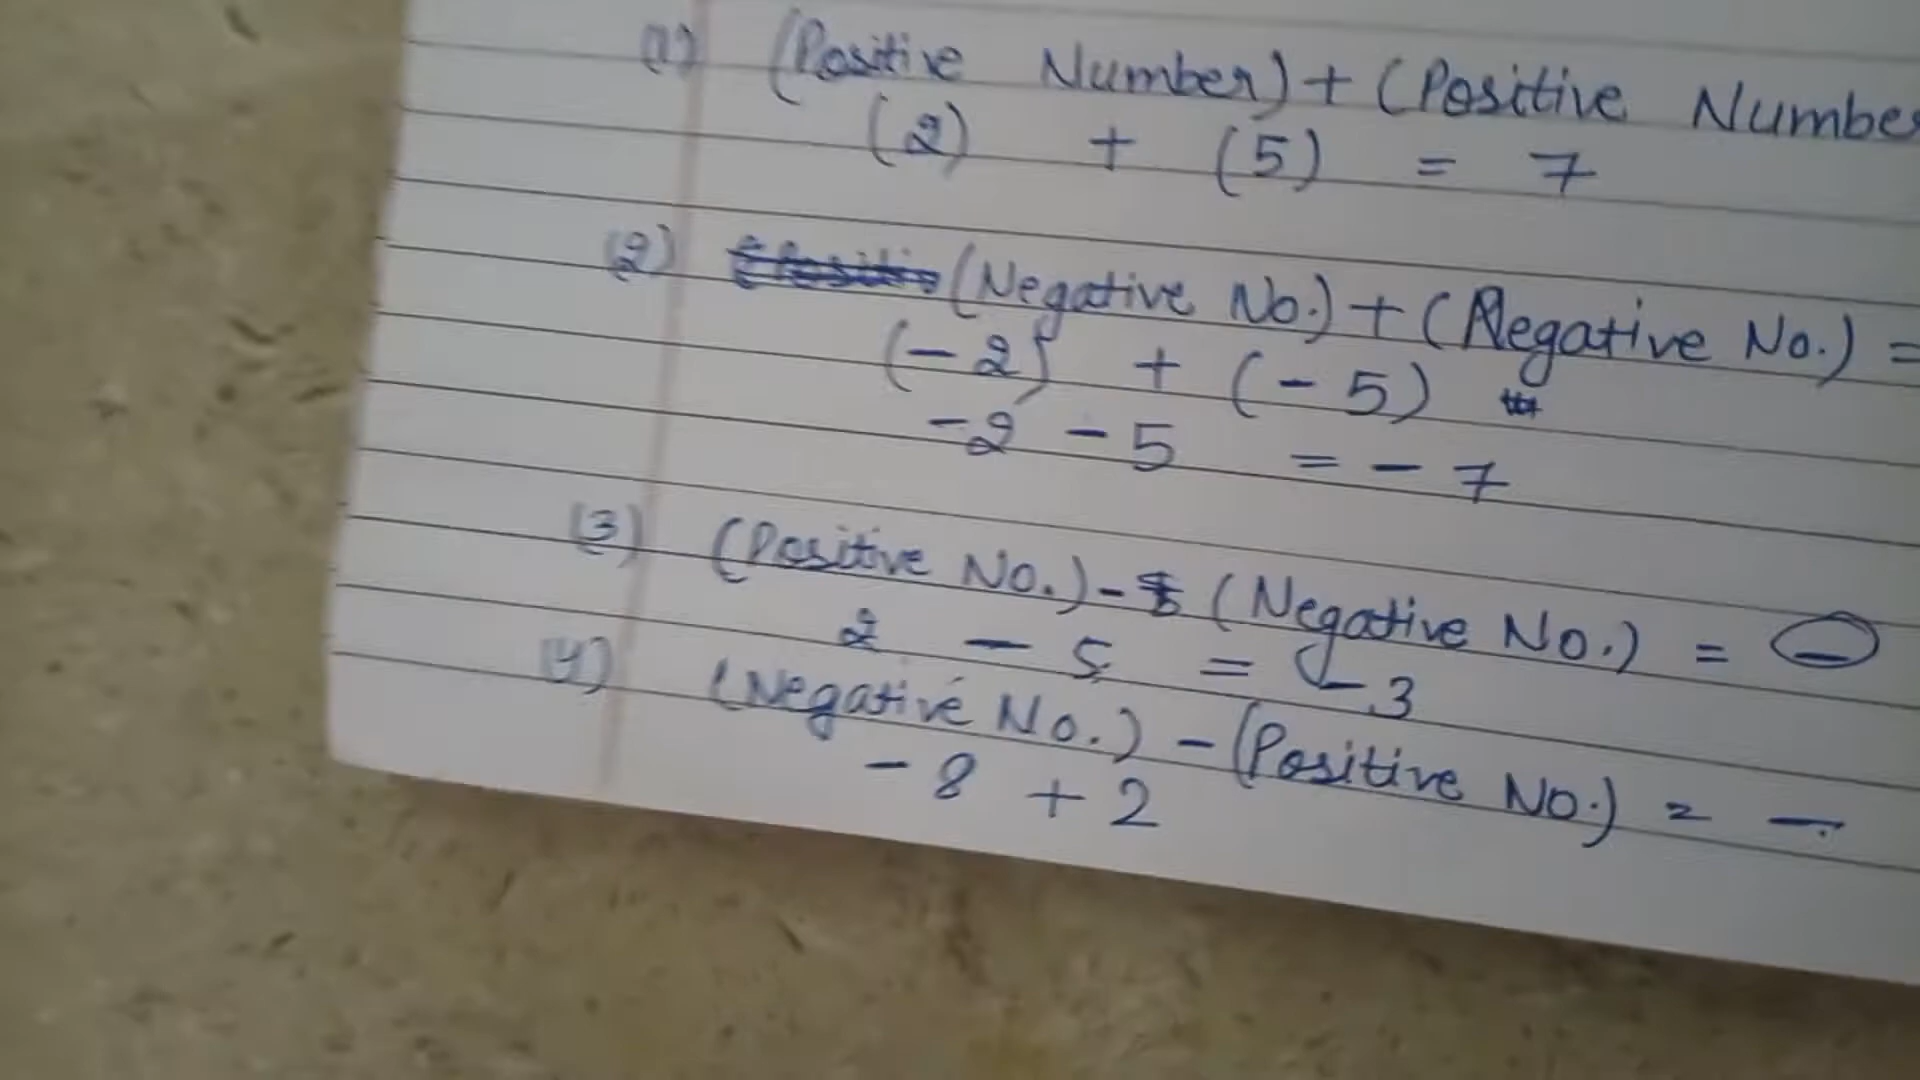 (1) (Positive Number) + (Positive Number
(2) + (5) = 7
(2) (Negative No.) + (Negative No.) =
(-2) + (-5)
-2 - 5 = - 7
(3) (Positive No.) - (Negative No.) = -
2 - 5 = - 3
(4) (Negative No.) - (Positive No.) = -
- 8 + 2